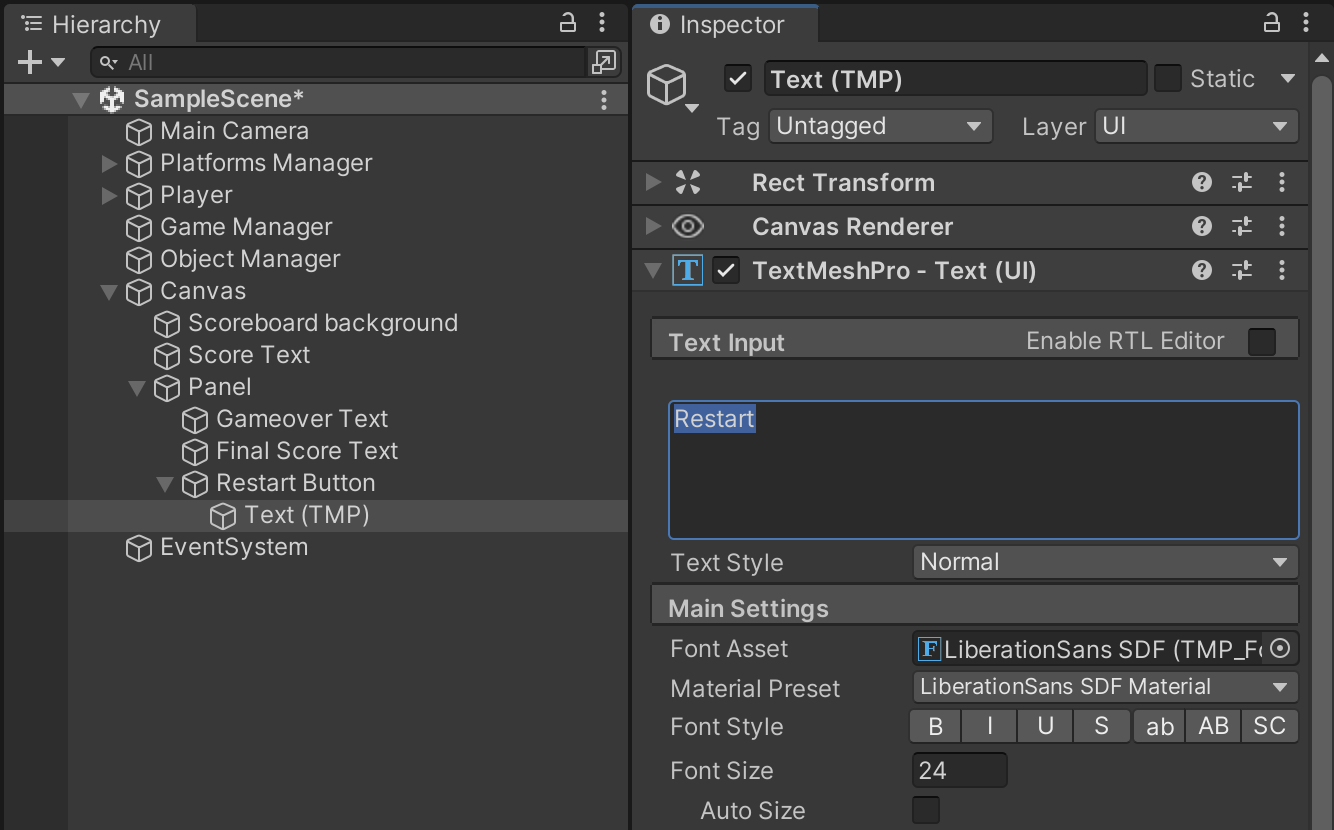 Hierarchy
All
SampleScene*
Main Camera
Platforms Manager
Player
Game Manager
Object Manager
Canvas
Scoreboard background
Score Text
Panel
Gameover Text
Final Score Text
Restart Button
Text (TMP)
EventSystem
Inspector
Text (TMP) Static
Tag Untagged Layer UI
Rect Transform
Canvas Renderer
T TextMeshPro - Text (UI)
Text Input Enable RTL Editor
Restart
Text Style Normal
Main Settings
Font Asset F LiberationSans SDF (TMP_Fo
Material Preset LiberationSans SDF Material
Font Style B I U S ab AB SC
Font Size 24
Auto Size